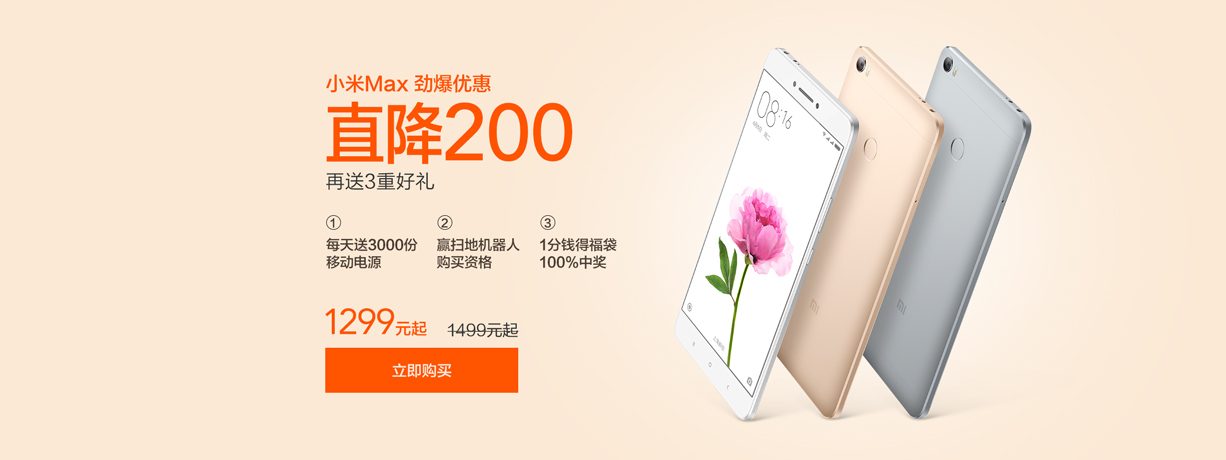 小米Max 劲爆优惠
直降200
再送3重好礼
①
每天送3000份
移动电源
②
赢扫地机器人
购买资格
③
1分钱得福袋
100%中奖
1299元起 1499元起
立即购买
08:16
MI
MI